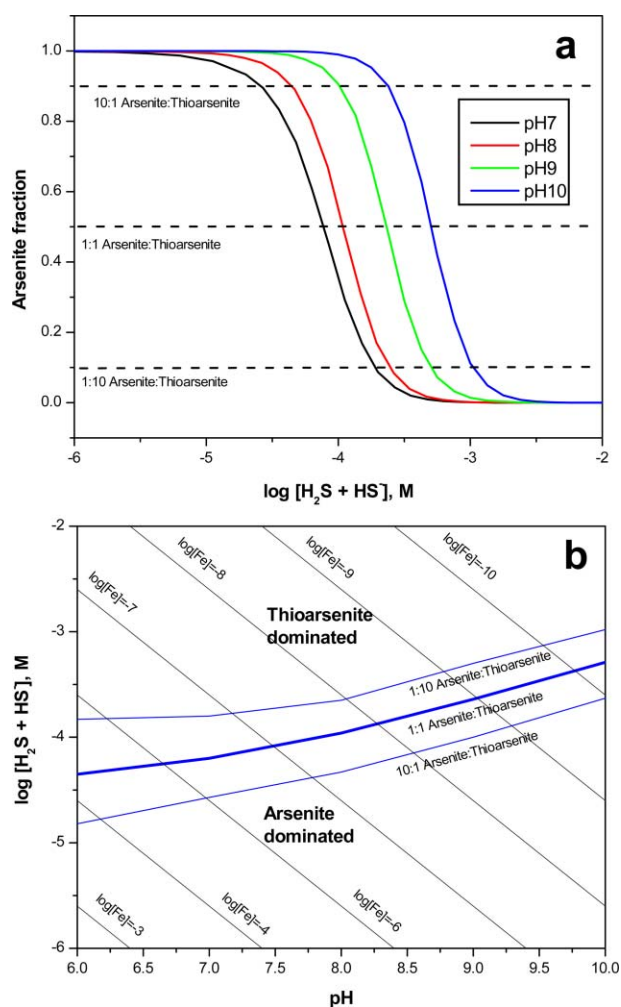 a
1.0
0.8
0.6
0.4
0.2
0.0
Arsenite fraction
10:1 Arsenite:Thioarsenite
1:1 Arsenite:Thioarsenite
1:10 Arsenite:Thioarsenite
pH7
pH8
pH9
pH10
-6
-5
-4
-3
-2
log [H₂S + HS⁻], M
b
-2
-3
-4
-5
-6
log [H₂S + HS⁻], M
log[Fe]=-7
log[Fe]=-8
log[Fe]=-9
log[Fe]=-10
Thioarsenite
dominated
1:10 Arsenite:Thioarsenite
1:1 Arsenite:Thioarsenite
10:1 Arsenite:Thioarsenite
Arsenite
dominated
log[Fe]=-3
log[Fe]=-4
log[Fe]=-6
6.0
6.5
7.0
7.5
8.0
8.5
9.0
9.5
10.0
pH